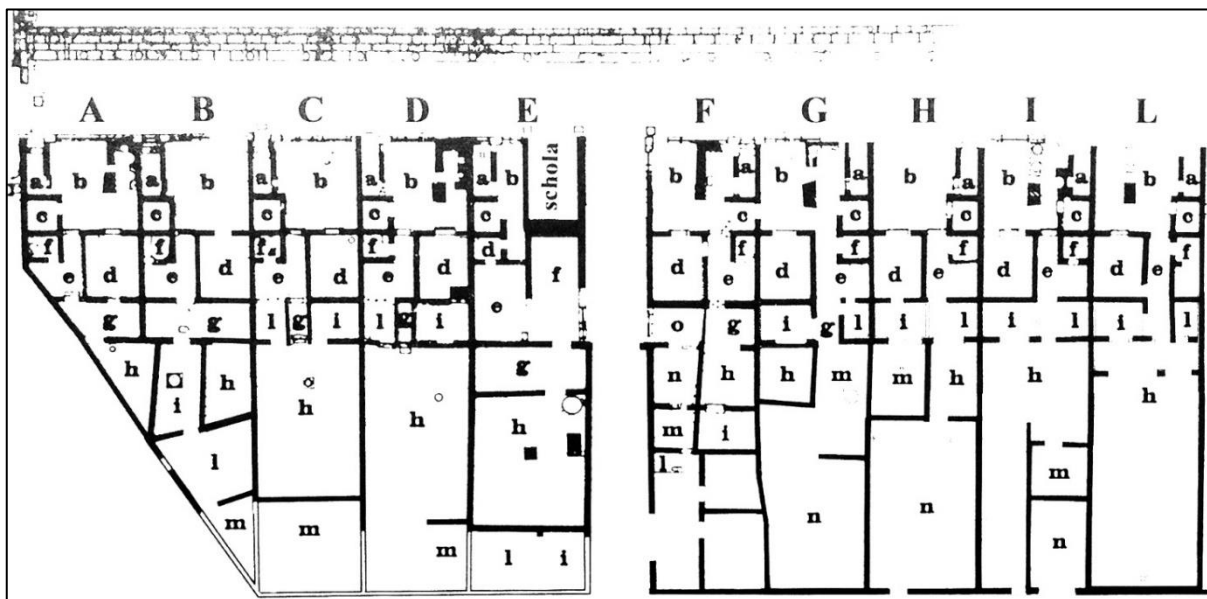 A B C D E F G H I L
a b a b a b a b a b schola b a b a b a b a b a
c c c c c c c c c c
f d f d f d f d d f d f d f d f d f d f
e e e e e e e e e e
g g l g i l g i o g i g l i l i l i l
h i h h h g h n h h m m h h h
m i l
l m m m l i n n m n